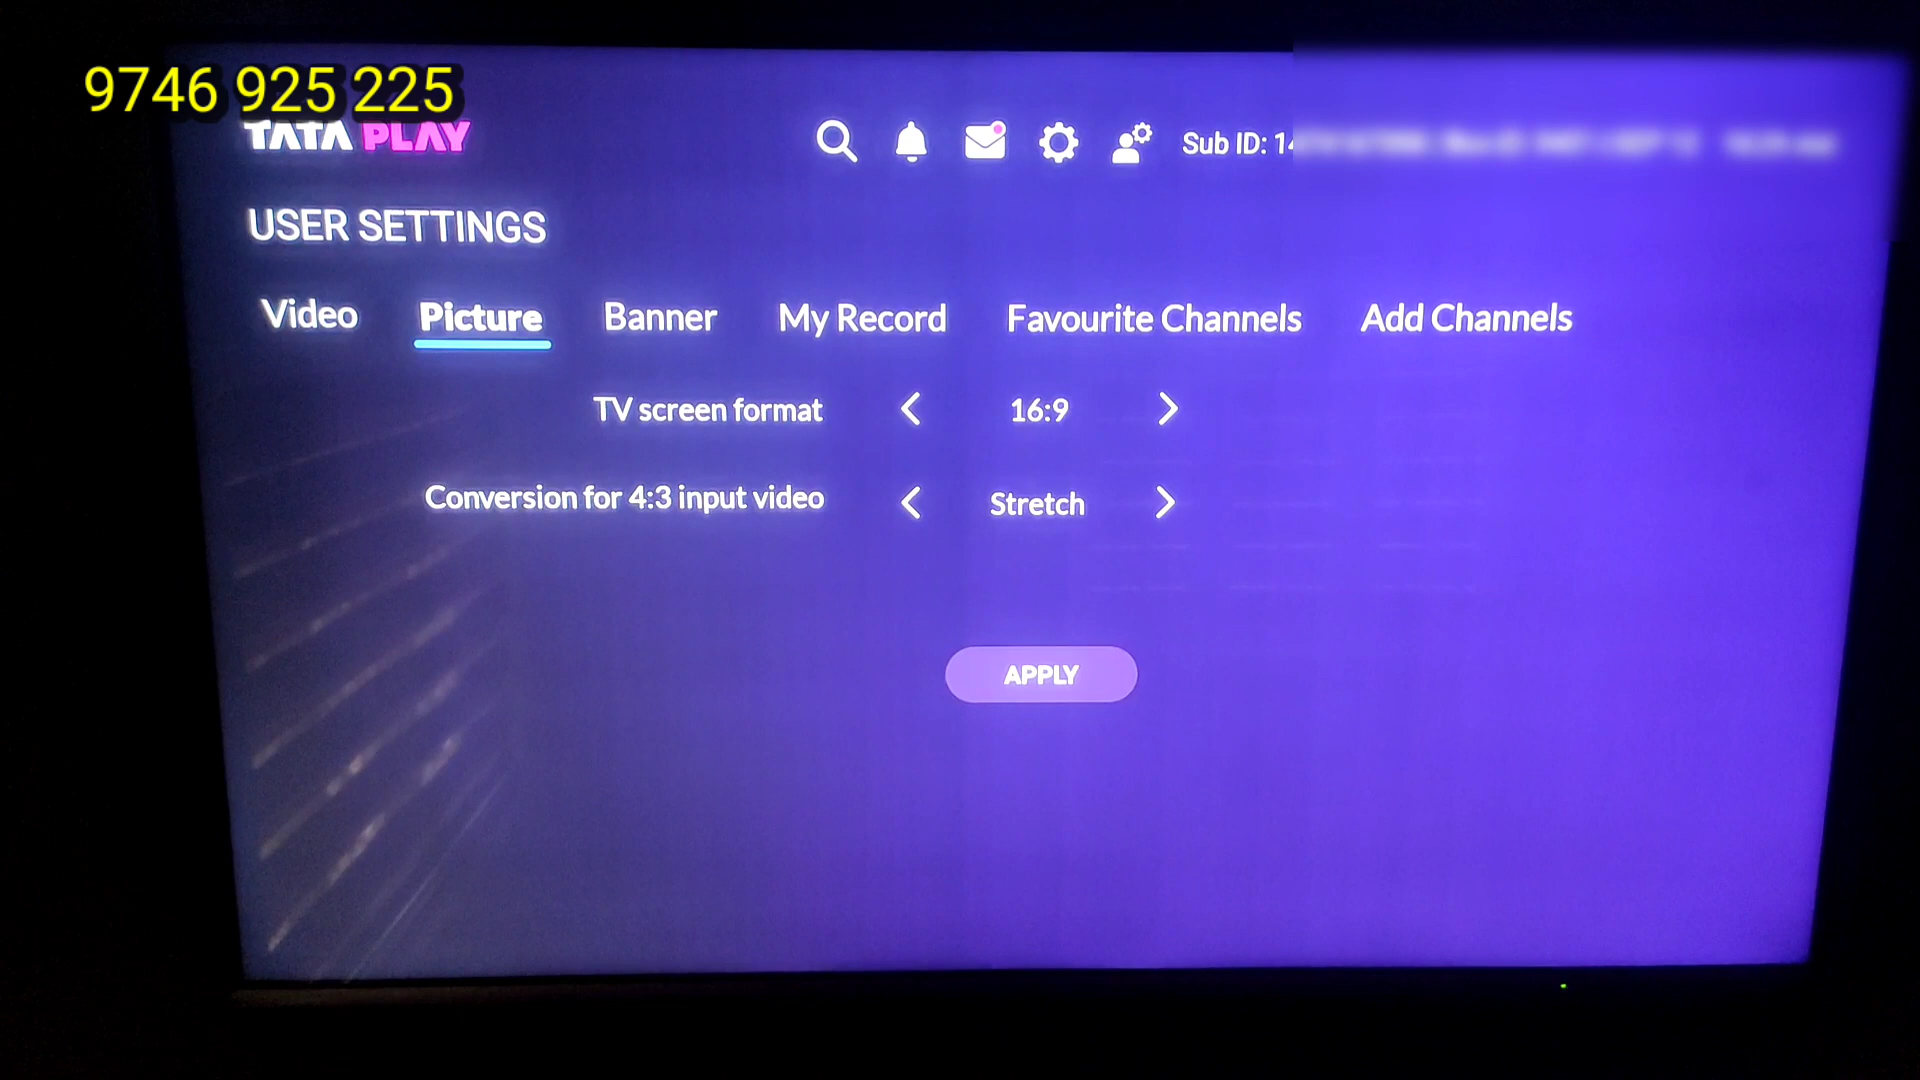 9746 925 225
TATA PLAY
Sub ID: 14
USER SETTINGS
Video Picture Banner My Record Favourite Channels Add Channels
TV screen format 16:9
Conversion for 4:3 input video Stretch
APPLY